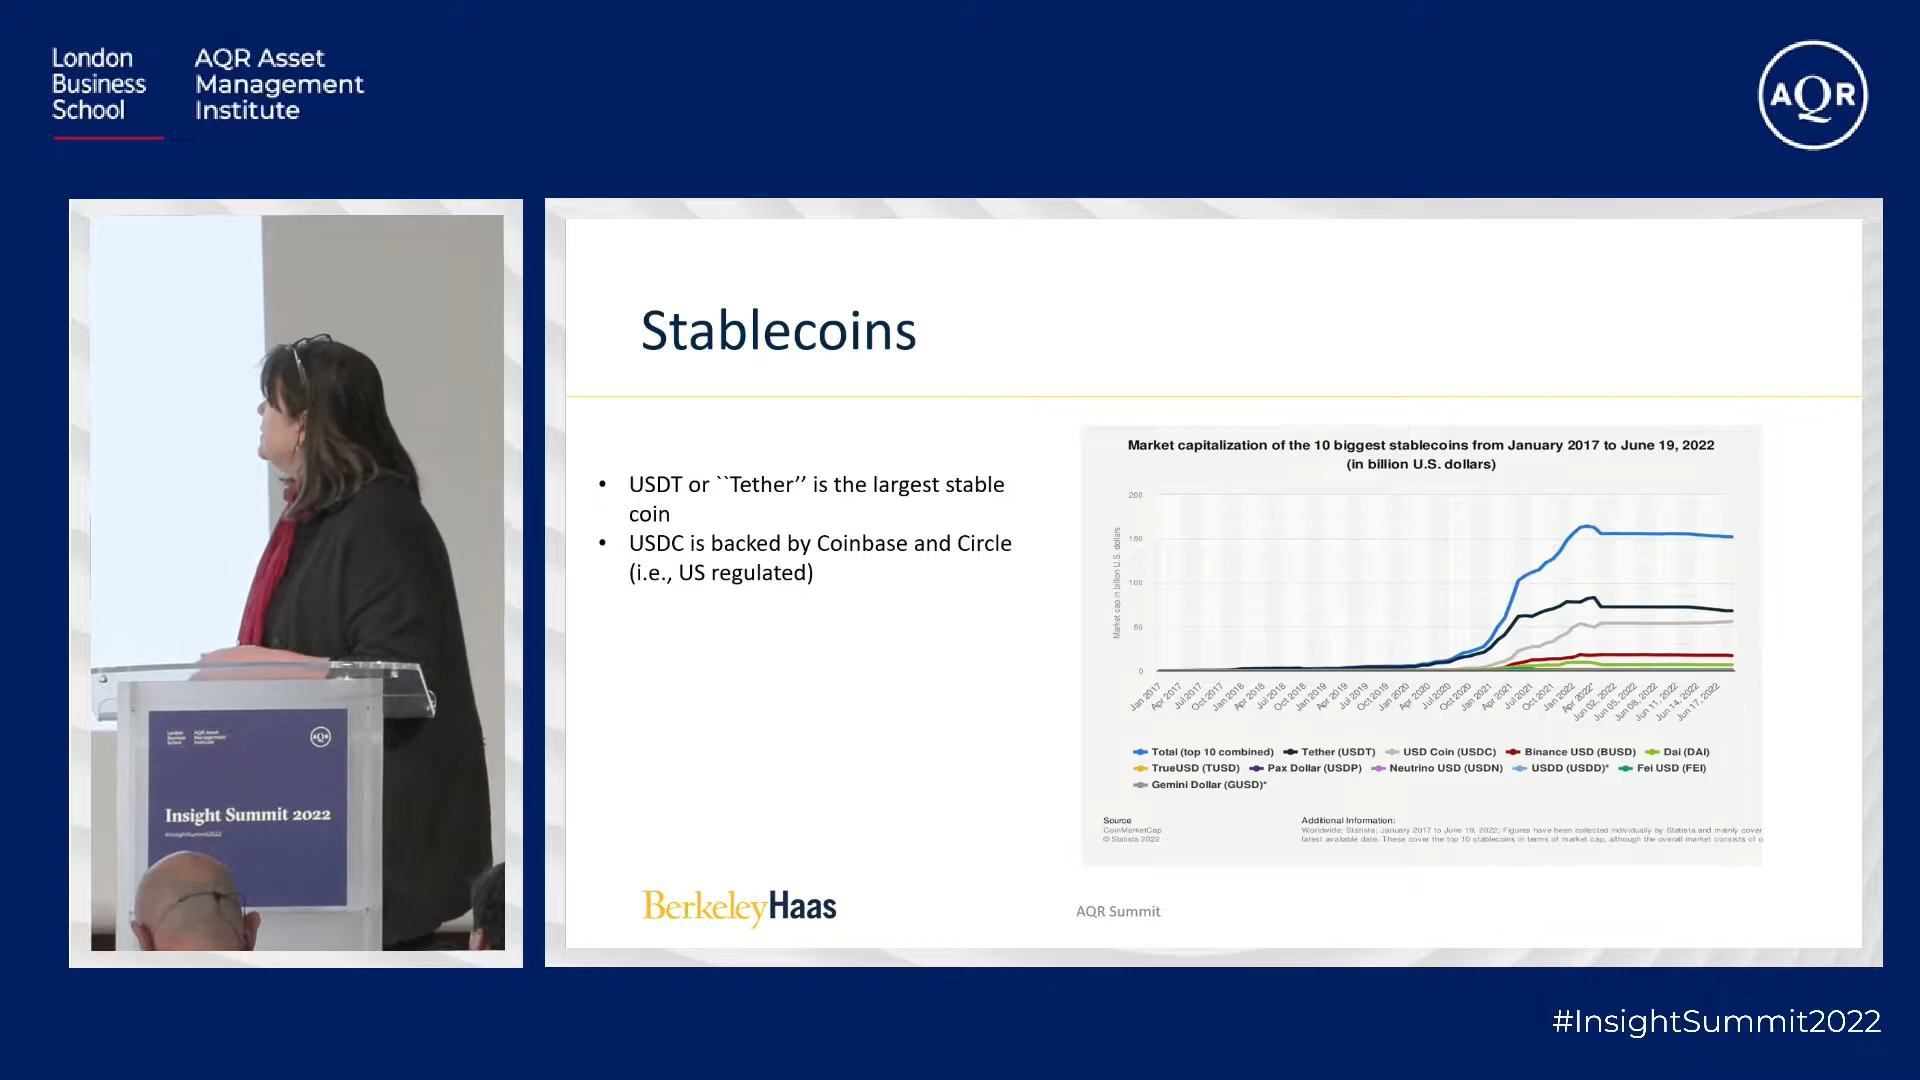 London
Business
School
AQR Asset
Management
Institute
AQR
Stablecoins
• USDT or ``Tether’’ is the largest stable
coin
• USDC is backed by Coinbase and Circle
(i.e., US regulated)
Market capitalization of the 10 biggest stablecoins from January 2017 to June 19, 2022
(in billion U.S. dollars)
Market cap in billion U.S. dollars
200
150
100
50
0
Jan 2017
Apr 2017
Jul 2017
Oct 2017
Jan 2018
Apr 2018
Jul 2018
Oct 2018
Jan 2019
Apr 2019
Jul 2019
Oct 2019
Jan 2020
Apr 2020
Jul 2020
Oct 2020
Jan 2021
Apr 2021
Jul 2021
Oct 2021
Jan 2022
Apr 2022*
Jun 02, 2022
Jun 05, 2022
Jun 08, 2022
Jun 11, 2022
Jun 14, 2022
Jun 17, 2022
Total (top 10 combined) Tether (USDT) USD Coin (USDC) Binance USD (BUSD) Dai (DAI)
TrueUSD (TUSD) Pax Dollar (USDP) Neutrino USD (USDN) USDD (USDD)* Fei USD (FEI)
Gemini Dollar (GUSD)*
Source
CoinMarketCap
© Statista 2022
Additional Information:
Worldwide; Statista; January 2017 to June 19, 2022; Figures have been collected individually by Statista and mainly cover
latest available date. These cover the top 10 stablecoins in terms of market cap, although the overall market consists of o
BerkeleyHaas
AQR Summit
London
Business
School
AQR Asset
Management
Institute
AQR
Insight Summit 2022
#InsightSummit2022
#InsightSummit2022